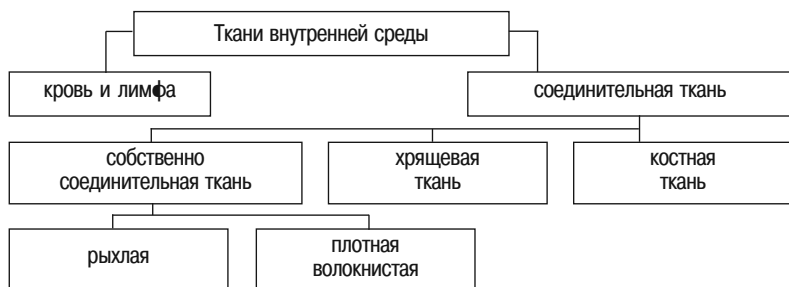 Ткани внутренней среды
кровь и лимфа
соединительная ткань
собственно
соединительная ткань
хрящевая
ткань
костная
ткань
рыхлая
плотная
волокнистая